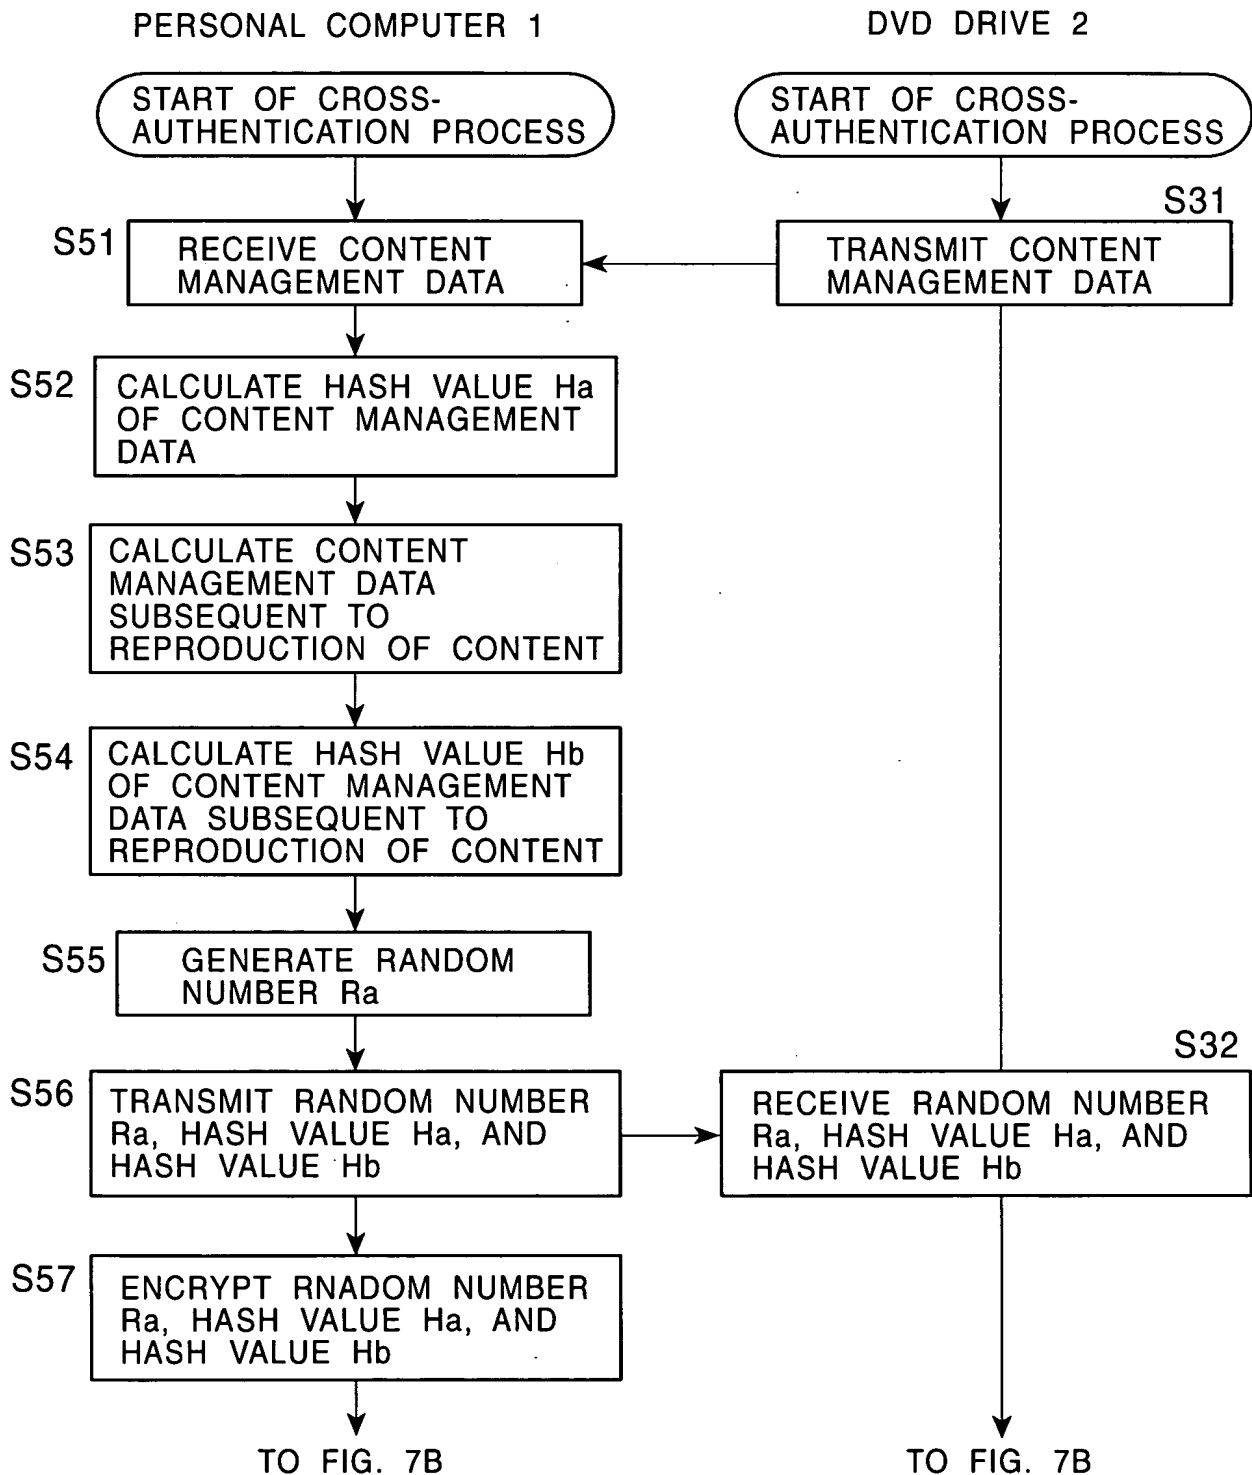 PERSONAL COMPUTER 1
DVD DRIVE 2
START OF CROSS-
AUTHENTICATION PROCESS
START OF CROSS-
AUTHENTICATION PROCESS
S51
RECEIVE CONTENT
MANAGEMENT DATA
S31
TRANSMIT CONTENT
MANAGEMENT DATA
S52
CALCULATE HASH VALUE Ha
OF CONTENT MANAGEMENT
DATA
S53
CALCULATE CONTENT
MANAGEMENT DATA
SUBSEQUENT TO
REPRODUCTION OF CONTENT
S54
CALCULATE HASH VALUE Hb
OF CONTENT MANAGEMENT
DATA SUBSEQUENT TO
REPRODUCTION OF CONTENT
S55
GENERATE RANDOM
NUMBER Ra
S56
TRANSMIT RANDOM NUMBER
Ra, HASH VALUE Ha, AND
HASH VALUE Hb
S32
RECEIVE RANDOM NUMBER
Ra, HASH VALUE Ha, AND
HASH VALUE Hb
S57
ENCRYPT RNADOM NUMBER
Ra, HASH VALUE Ha, AND
HASH VALUE Hb
TO FIG. 7B
TO FIG. 7B